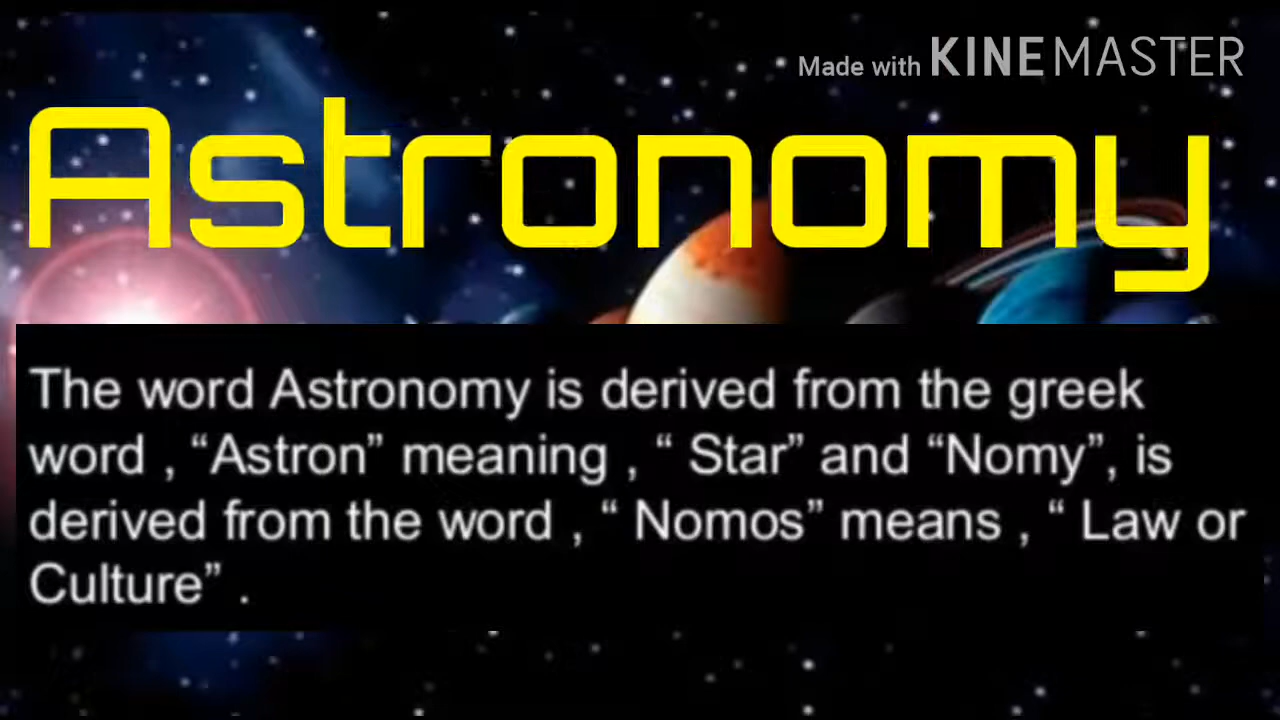 Made with KINEMASTER
Astronomy
The word Astronomy is derived from the greek
word , “Astron” meaning , “ Star” and “Nomy”, is
derived from the word , “ Nomos” means , “ Law or
Culture” .